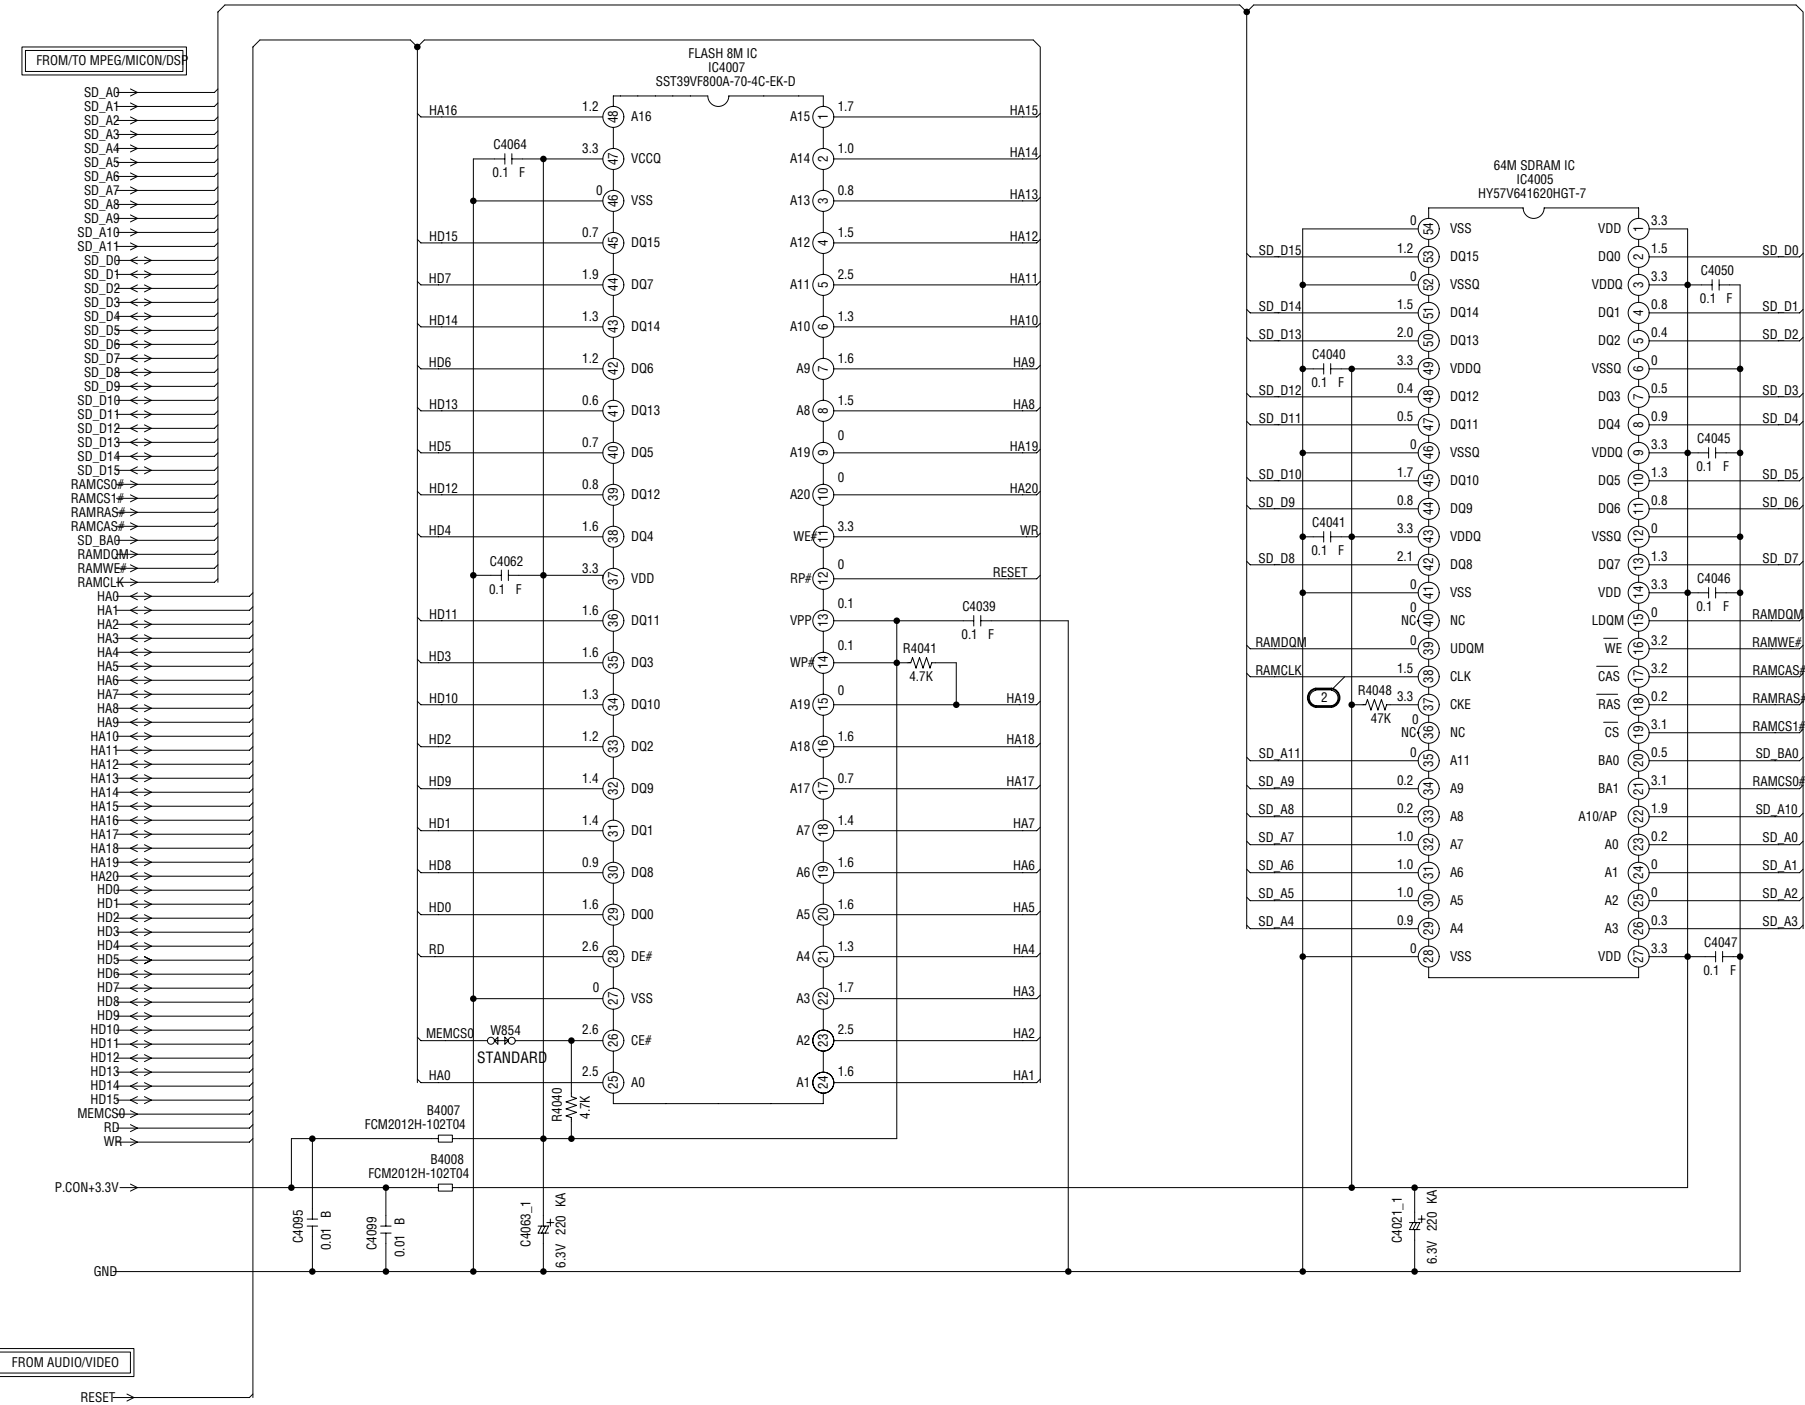 FROM/TO MPEG/MICON/DSP
SD_A0
SD_A1
SD_A2
SD_A3
SD_A4
SD_A5
SD_A6
SD_A7
SD_A8
SD_A9
SD_A10
SD_A11
SD_D0
SD_D1
SD_D2
SD_D3
SD_D4
SD_D5
SD_D6
SD_D7
SD_D8
SD_D9
SD_D10
SD_D11
SD_D12
SD_D13
SD_D14
SD_D15
RAMCS0#
RAMCS1#
RAMRAS#
RAMCAS#
SD_BA0
RAMDQM
RAMWE#
RAMCLK
HA0
HA1
HA2
HA3
HA4
HA5
HA6
HA7
HA8
HA9
HA10
HA11
HA12
HA13
HA14
HA15
HA16
HA17
HA18
HA19
HA20
HD0
HD1
HD2
HD3
HD4
HD5
HD6
HD7
HD8
HD9
HD10
HD11
HD12
HD13
HD14
HD15
MEMCS0
RD
WR
P.CON+3.3V
GND
FROM AUDIO/VIDEO
RESET
FLASH 8M IC
IC4007
SST39VF800A-70-4C-EK-D
HA16 1.2 48 A16
C4064
0.1 F
3.3 47 VCCQ
0 46 VSS
HD15 0.7 45 DQ15
HD7 1.9 44 DQ7
HD14 1.3 43 DQ14
HD6 1.2 42 DQ6
HD13 0.6 41 DQ13
HD5 0.7 40 DQ5
HD12 0.8 39 DQ12
HD4 1.6 38 DQ4
C4062
0.1 F
3.3 37 VDD
HD11 1.6 36 DQ11
HD3 1.6 35 DQ3
HD10 1.3 34 DQ10
HD2 1.2 33 DQ2
HD9 1.4 32 DQ9
HD1 1.4 31 DQ1
HD8 0.9 30 DQ8
HD0 1.6 29 DQ0
RD 2.6 28 DE#
0 27 VSS
MEMCS0 W854 2.6 26 CE#
STANDARD
HA0 2.5 25 A0
A15 1 1.7 HA15
A14 2 1.0 HA14
A13 3 0.8 HA13
A12 4 1.5 HA12
A11 5 2.5 HA11
A10 6 1.3 HA10
A9 7 1.6 HA9
A8 8 1.5 HA8
A19 9 0 HA19
A20 10 0 HA20
WE# 11 3.3 WR
RP# 12 0 RESET
VPP 13 0.1
C4039
0.1 F
WP# 14 0.1
R4041
4.7K
A19 15 0 HA19
A18 16 1.6 HA18
A17 17 0.7 HA17
A7 18 1.4 HA7
A6 19 1.6 HA6
A5 20 1.6 HA5
A4 21 1.3 HA4
A3 22 1.7 HA3
A2 23 2.5 HA2
A1 24 1.6 HA1
R4040
4.7K
B4007
FCM2012H-102T04
B4008
FCM2012H-102T04
C4095
0.01 B
C4099
0.01 B
C4063_1
6.3V 220 KA
64M SDRAM IC
IC4005
HY57V641620HGT-7
0 54 VSS
SD_D15 1.2 53 DQ15
0 52 VSSQ
SD_D14 1.5 51 DQ14
SD_D13 2.0 50 DQ13
C4040
0.1 F
3.3 49 VDDQ
SD_D12 0.4 48 DQ12
SD_D11 0.5 47 DQ11
0 46 VSSQ
SD_D10 1.7 45 DQ10
SD_D9 0.8 44 DQ9
C4041
0.1 F
3.3 43 VDDQ
SD_D8 2.1 42 DQ8
0 41 VSS
0
NC 40 NC
RAMDQM 0 39 UDQM
RAMCLK 1.5 38 CLK
2
R4048
47K
3.3 37 CKE
0
NC 36 NC
SD_A11 0 35 A11
SD_A9 0.2 34 A9
SD_A8 0.2 33 A8
SD_A7 1.0 32 A7
SD_A6 1.0 31 A6
SD_A5 1.0 30 A5
SD_A4 0.9 29 A4
0 28 VSS
VDD 1 3.3
DQ0 2 1.5 SD_D0
VDDQ 3 3.3
C4050
0.1 F
DQ1 4 0.8 SD_D1
DQ2 5 0.4 SD_D2
VSSQ 6 0
DQ3 7 0.5 SD_D3
DQ4 8 0.9 SD_D4
VDDQ 9 3.3
C4045
0.1 F
DQ5 10 1.3 SD_D5
DQ6 11 0.8 SD_D6
VSSQ 12 0
DQ7 13 1.3 SD_D7
VDD 14 3.3
C4046
0.1 F
LDQM 15 0 RAMDQM
WE 16 3.2 RAMWE#
CAS 17 3.2 RAMCAS#
RAS 18 0.2 RAMRAS#
CS 19 3.1 RAMCS1#
BA0 20 0.5 SD_BA0
BA1 21 3.1 RAMCS0#
A10/AP 22 1.9 SD_A10
A0 23 0.2 SD_A0
A1 24 0 SD_A1
A2 25 0 SD_A2
A3 26 0.3 SD_A3
VDD 27 3.3
C4047
0.1 F
C4021_1
6.3V 220 KA